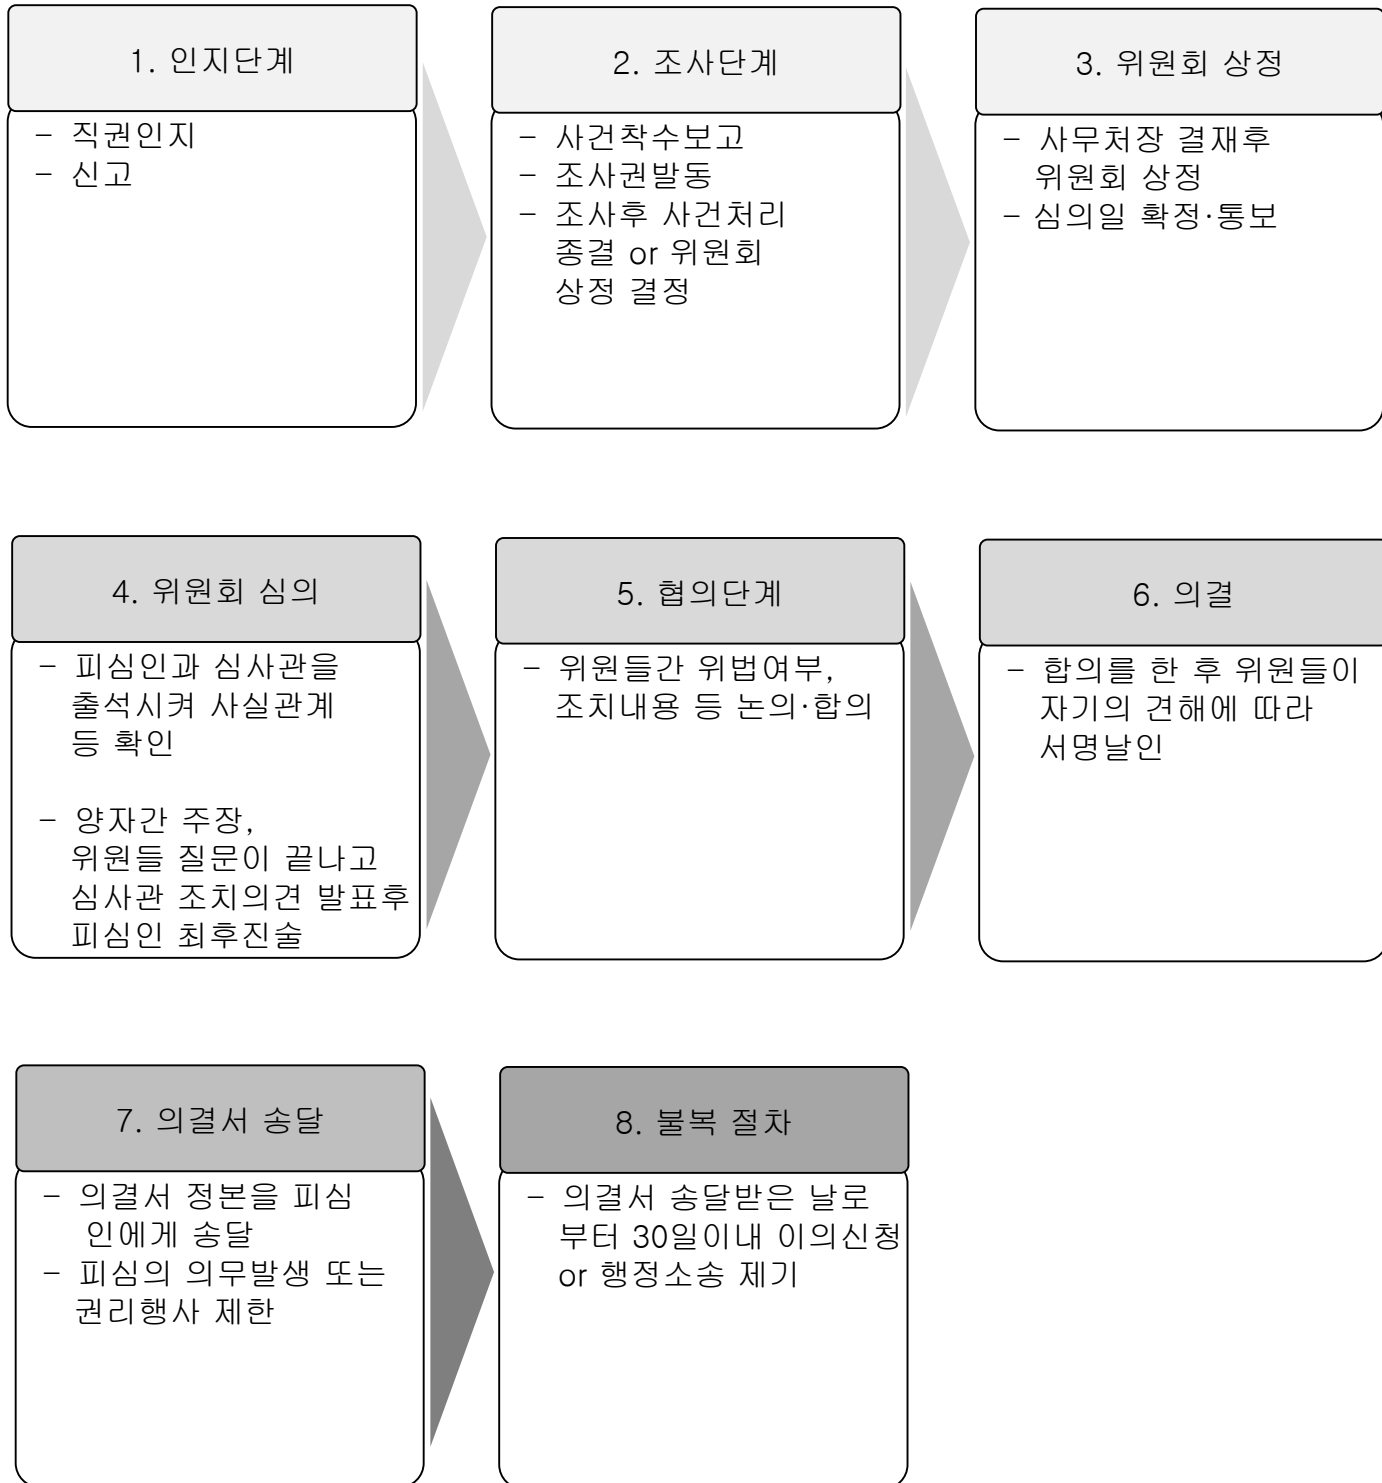 1. 인지단계
- 직권인지
- 신고
2. 조사단계
- 사건착수보고
- 조사권발동
- 조사후 사건처리
종결 or 위원회
상정 결정
3. 위원회 상정
- 사무처장 결재후
위원회 상정
- 심의일 확정·통보
4. 위원회 심의
- 피심인과 심사관을
출석시켜 사실관계
등 확인
- 양자간 주장,
위원들 질문이 끝나고
심사관 조치의견 발표후
피심인 최후진술
5. 협의단계
- 위원들간 위법여부,
조치내용 등 논의·합의
6. 의결
- 합의를 한 후 위원들이
자기의 견해에 따라
서명날인
7. 의결서 송달
- 의결서 정본을 피심
인에게 송달
- 피심의 의무발생 또는
권리행사 제한
8. 불복 절차
- 의결서 송달받은 날로
부터 30일이내 이의신청
or 행정소송 제기